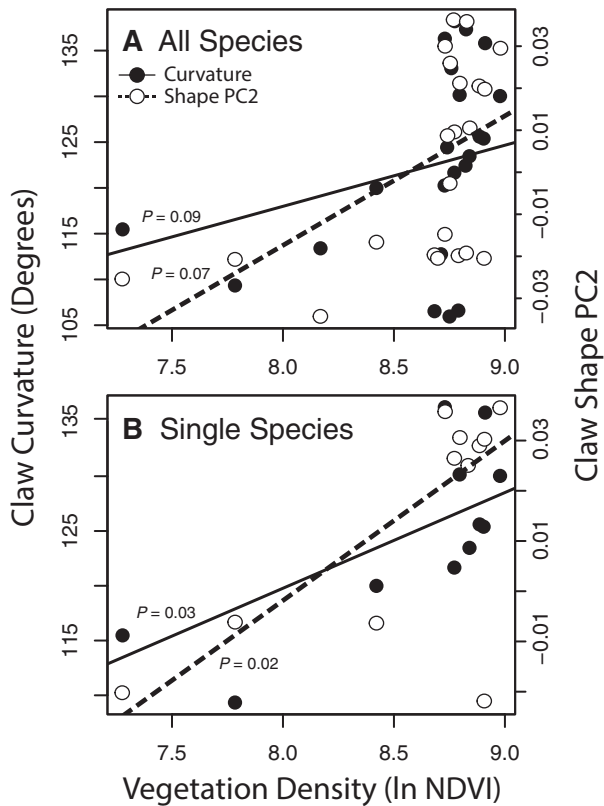 A All Species
Curvature
Shape PC2
P = 0.09
P = 0.07
135
125
115
105
0.03
0.01
−0.01
−0.03
7.5 8.0 8.5 9.0
B Single Species
P = 0.03
P = 0.02
135
125
115
0.03
0.01
−0.01
7.5 8.0 8.5 9.0
Claw Curvature (Degrees)
Claw Shape PC2
Vegetation Density (ln NDVI)